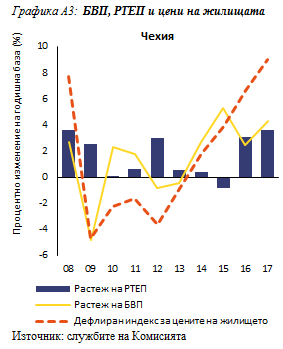 Графика А3: БВП, РТЕП и цени на жилищата
Чехия
Процентно изменение на годишна база (%)
10
8
6
4
2
0
-2
-4
-6
08 09 10 11 12 13 14 15 16 17
Растеж на РТЕП
Растеж на БВП
Дефлиран индекс за цените на жилището
Източник: службите на Комисията